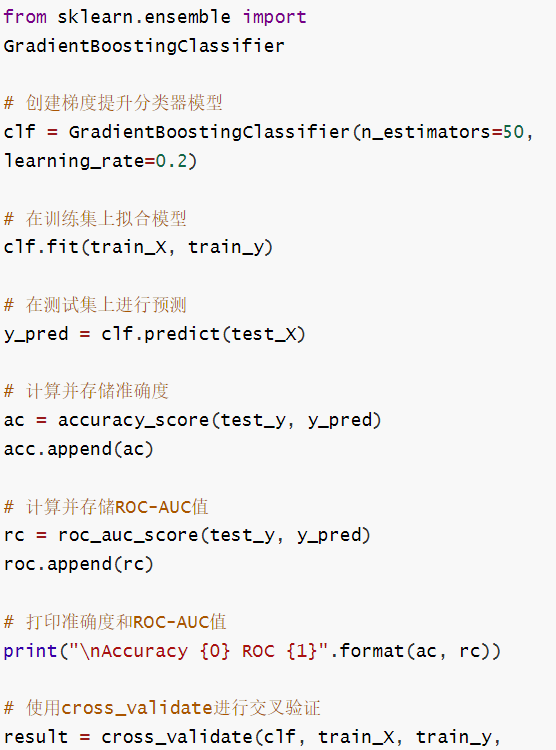 from sklearn.ensemble import
GradientBoostingClassifier
# 创建梯度提升分类器模型
clf = GradientBoostingClassifier(n_estimators=50,
learning_rate=0.2)
# 在训练集上拟合模型
clf.fit(train_X, train_y)
# 在测试集上进行预测
y_pred = clf.predict(test_X)
# 计算并存储准确度
ac = accuracy_score(test_y, y_pred)
acc.append(ac)
# 计算并存储ROC-AUC值
rc = roc_auc_score(test_y, y_pred)
roc.append(rc)
# 打印准确度和ROC-AUC值
print("\nAccuracy {0} ROC {1}".format(ac, rc))
# 使用cross_validate进行交叉验证
result = cross_validate(clf, train_X, train_y,